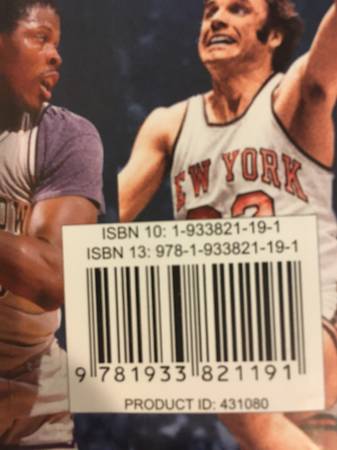 NEW YORK
ISBN 10: 1-933821-19-1
ISBN 13: 978-1-933821-19-1
9 781933 821191
PRODUCT ID: 431080